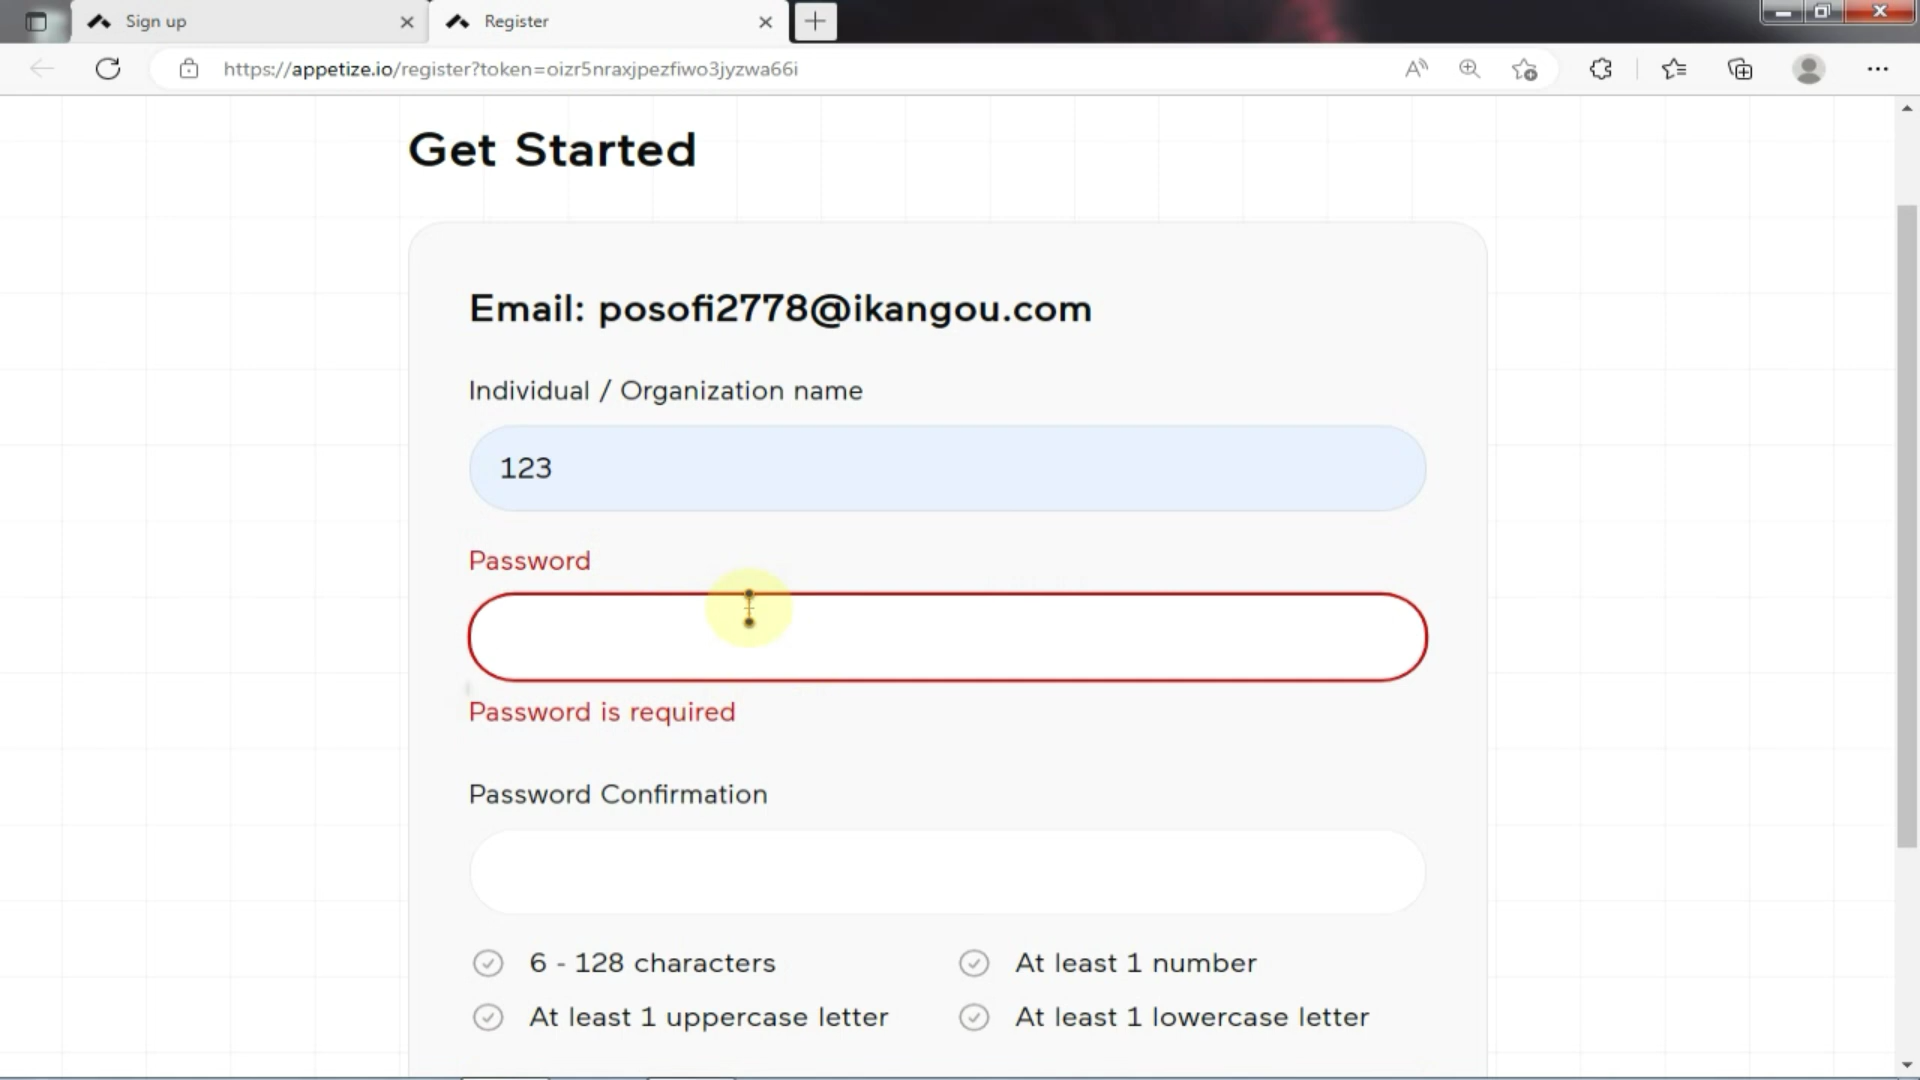 Sign up
Register
https://appetize.io/register?token=oizr5nraxjpezfiwo3jyzwa66i
Get Started
Email: posofi2778@ikangou.com
Individual / Organization name
123
Password
Password is required
Password Confirmation
6 - 128 characters
At least 1 number
At least 1 uppercase letter
At least 1 lowercase letter